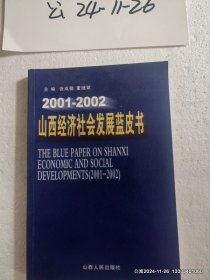 公 24-11-26
主 编 张成德 董继斌
2001-2002
山西经济社会发展蓝皮书
THE BLUE PAPER ON SHANXI
ECONOMIC AND SOCIAL
DEVELOPMENTS(2001~2002)
山西人民出版社